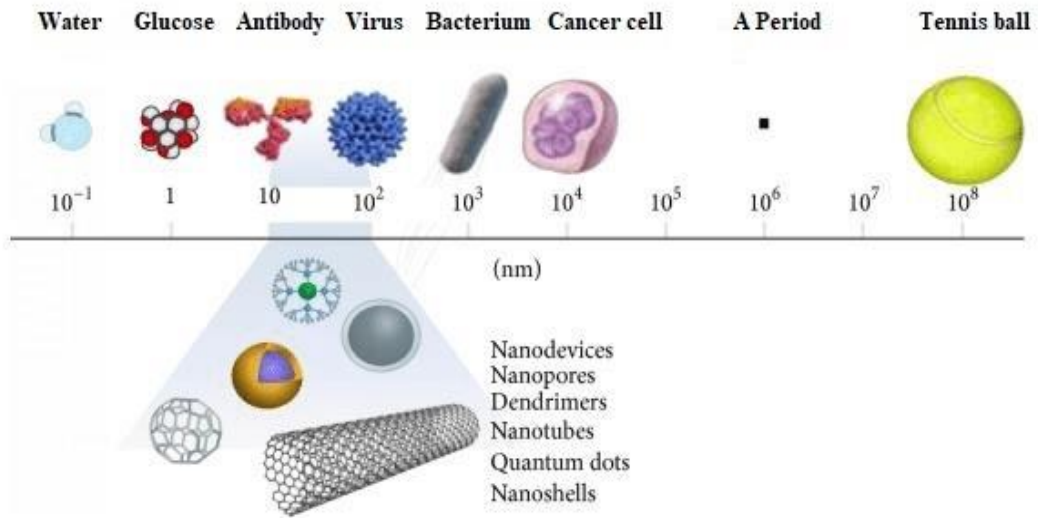 Water Glucose Antibody Virus Bacterium Cancer cell A Period Tennis ball
10⁻¹ 1 10 10² 10³ 10⁴ 10⁵ 10⁶ 10⁷ 10⁸
(nm)
Nanodevices
Nanopores
Dendrimers
Nanotubes
Quantum dots
Nanoshells